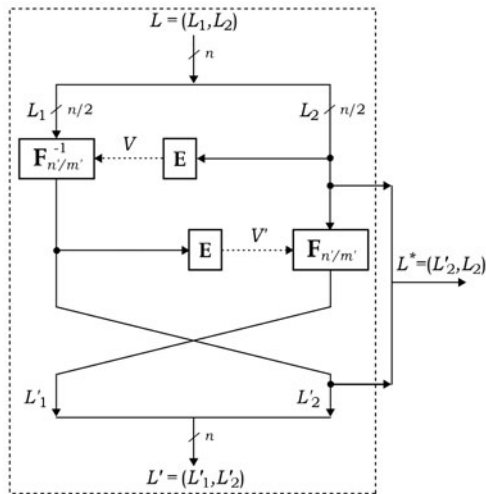 L = (L₁,L₂)
n
L₁ n/2 L₂ n/2
F⁻¹ₙ'/ₘ' V E
E V' Fₙ'/ₘ'
L*=(L'₂,L₂)
L'₁ L'₂
n
L' = (L'₁,L'₂)